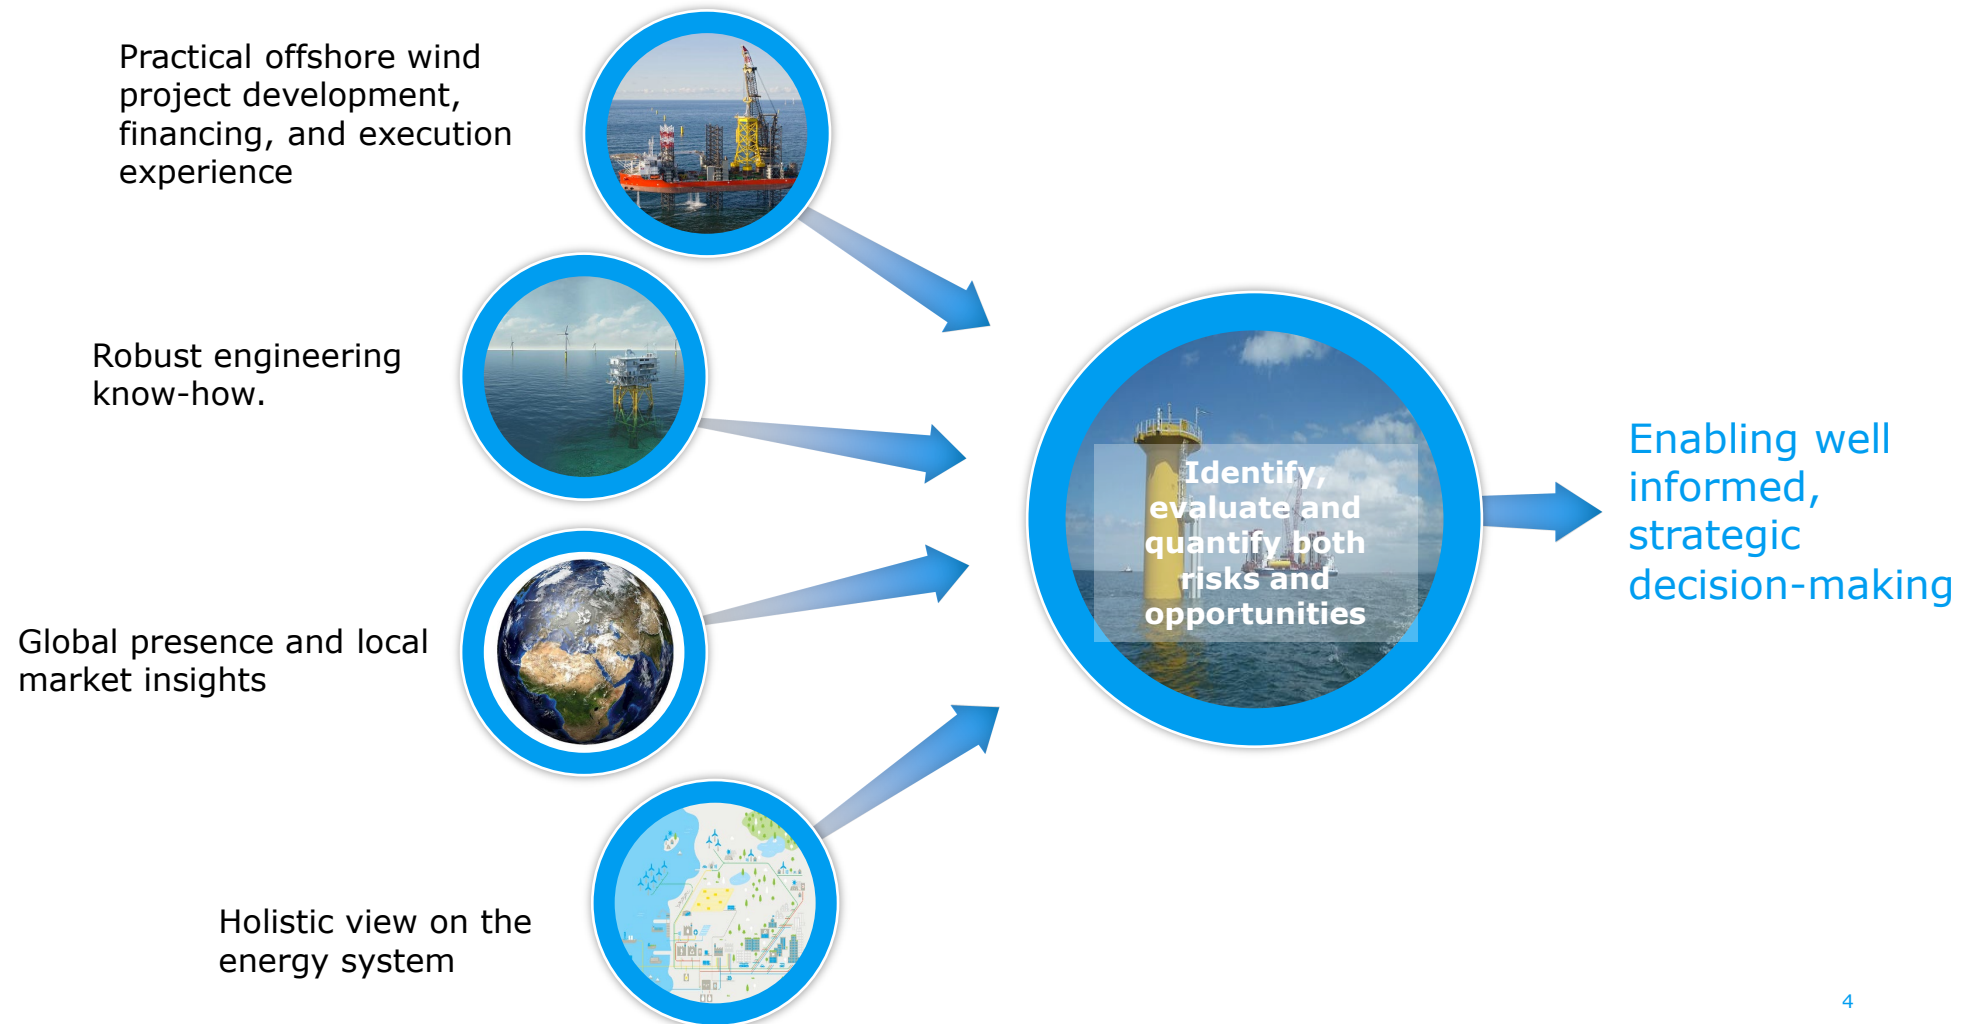 Practical offshore wind
project development,
financing, and execution
experience
Robust engineering
know-how.
Global presence and local
market insights
Holistic view on the
energy system
Identify,
evaluate and
quantify both
risks and
opportunities
Enabling well
informed,
strategic
decision-making
4